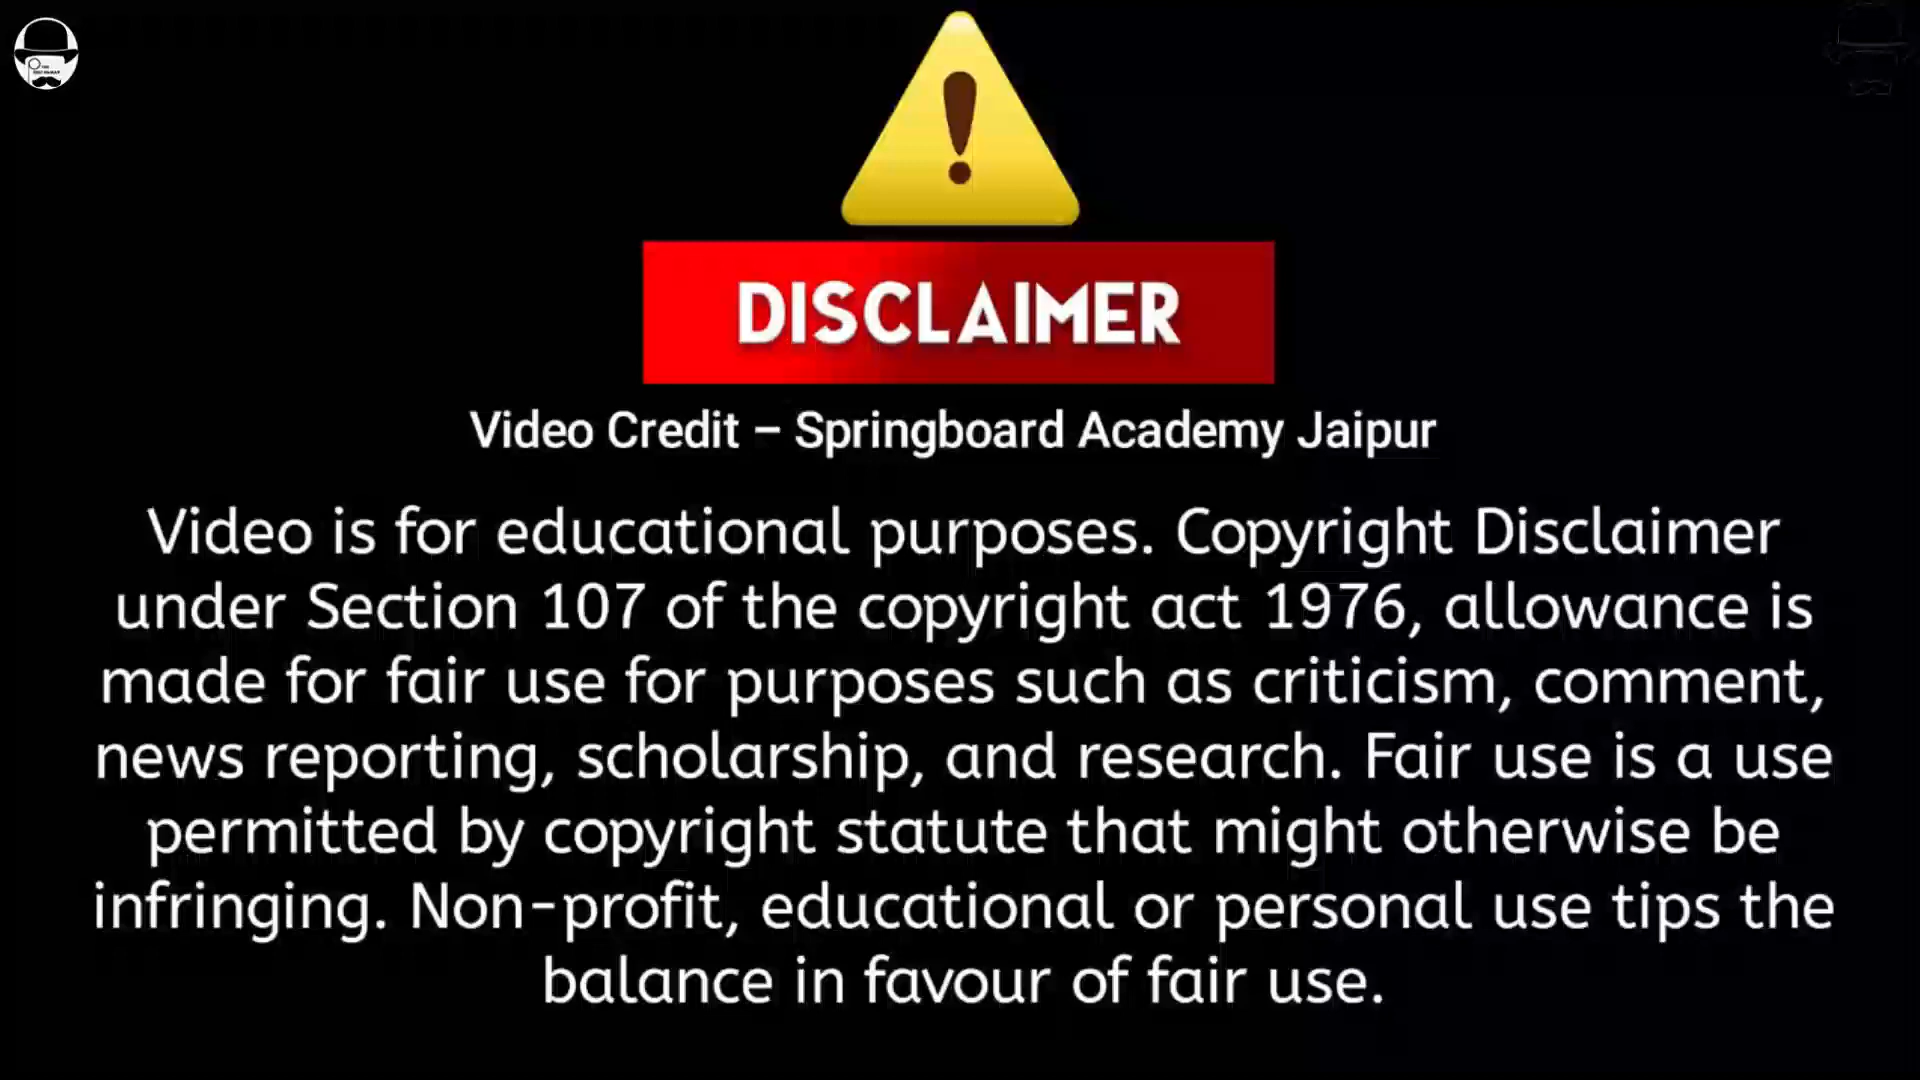 DISCLAIMER
Video Credit – Springboard Academy Jaipur
Video is for educational purposes. Copyright Disclaimer
under Section 107 of the copyright act 1976, allowance is
made for fair use for purposes such as criticism, comment,
news reporting, scholarship, and research. Fair use is a use
permitted by copyright statute that might otherwise be
infringing. Non-profit, educational or personal use tips the
balance in favour of fair use.